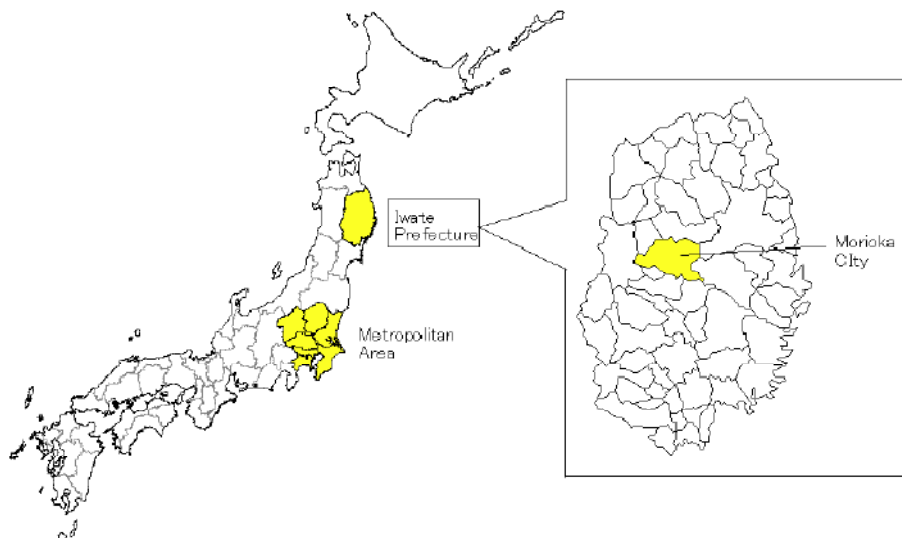 Iwate
Prefecture
Morioka
CIty
Metropolitan
Area